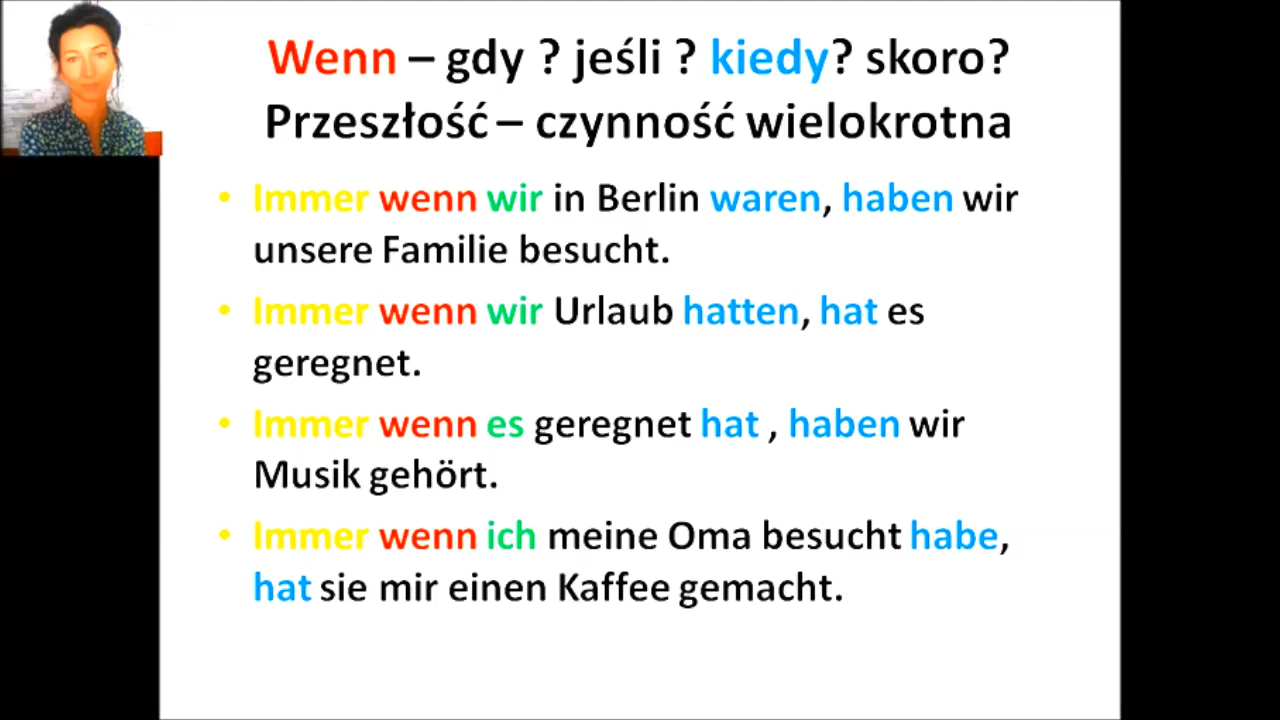 Wenn – gdy ? jeśli ? kiedy? skoro?
Przeszłość – czynność wielokrotna
• Immer wenn wir in Berlin waren, haben wir
unsere Familie besucht.
• Immer wenn wir Urlaub hatten, hat es
geregnet.
• Immer wenn es geregnet hat , haben wir
Musik gehört.
• Immer wenn ich meine Oma besucht habe,
hat sie mir einen Kaffee gemacht.